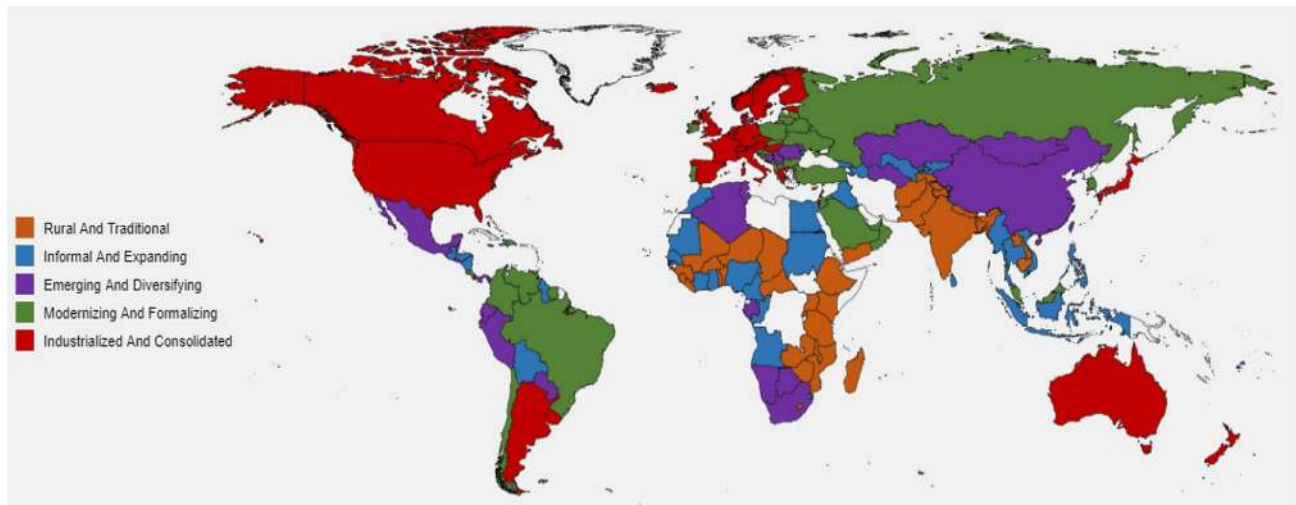 Rural And Traditional
Informal And Expanding
Emerging And Diversifying
Modernizing And Formalizing
Industrialized And Consolidated